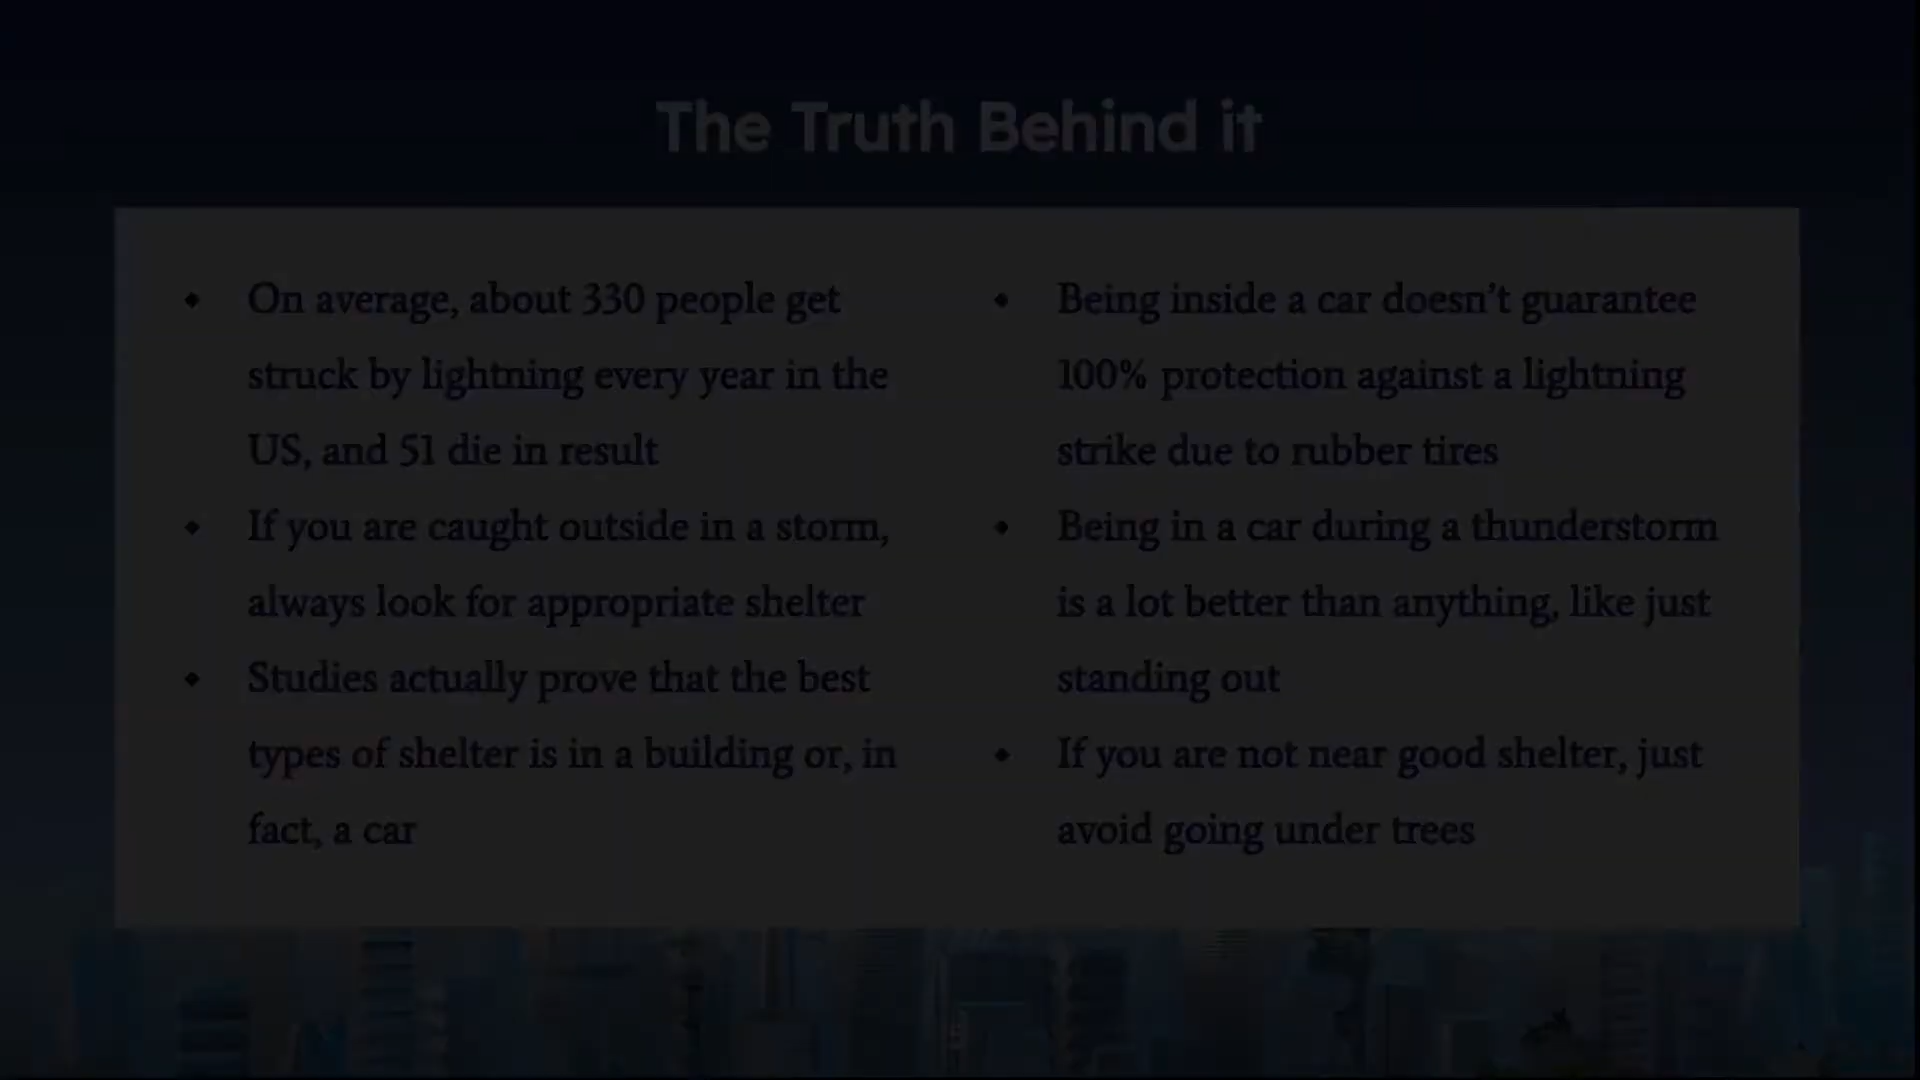 The Truth Behind it
• On average, about 330 people get
struck by lightning every year in the
US, and 51 die in result
• If you are caught outside in a storm,
always look for appropriate shelter
• Studies actually prove that the best
types of shelter is in a building or, in
fact, a car
• Being inside a car doesn’t guarantee
100% protection against a lightning
strike due to rubber tires
• Being in a car during a thunderstorm
is a lot better than anything, like just
standing out
• If you are not near good shelter, just
avoid going under trees